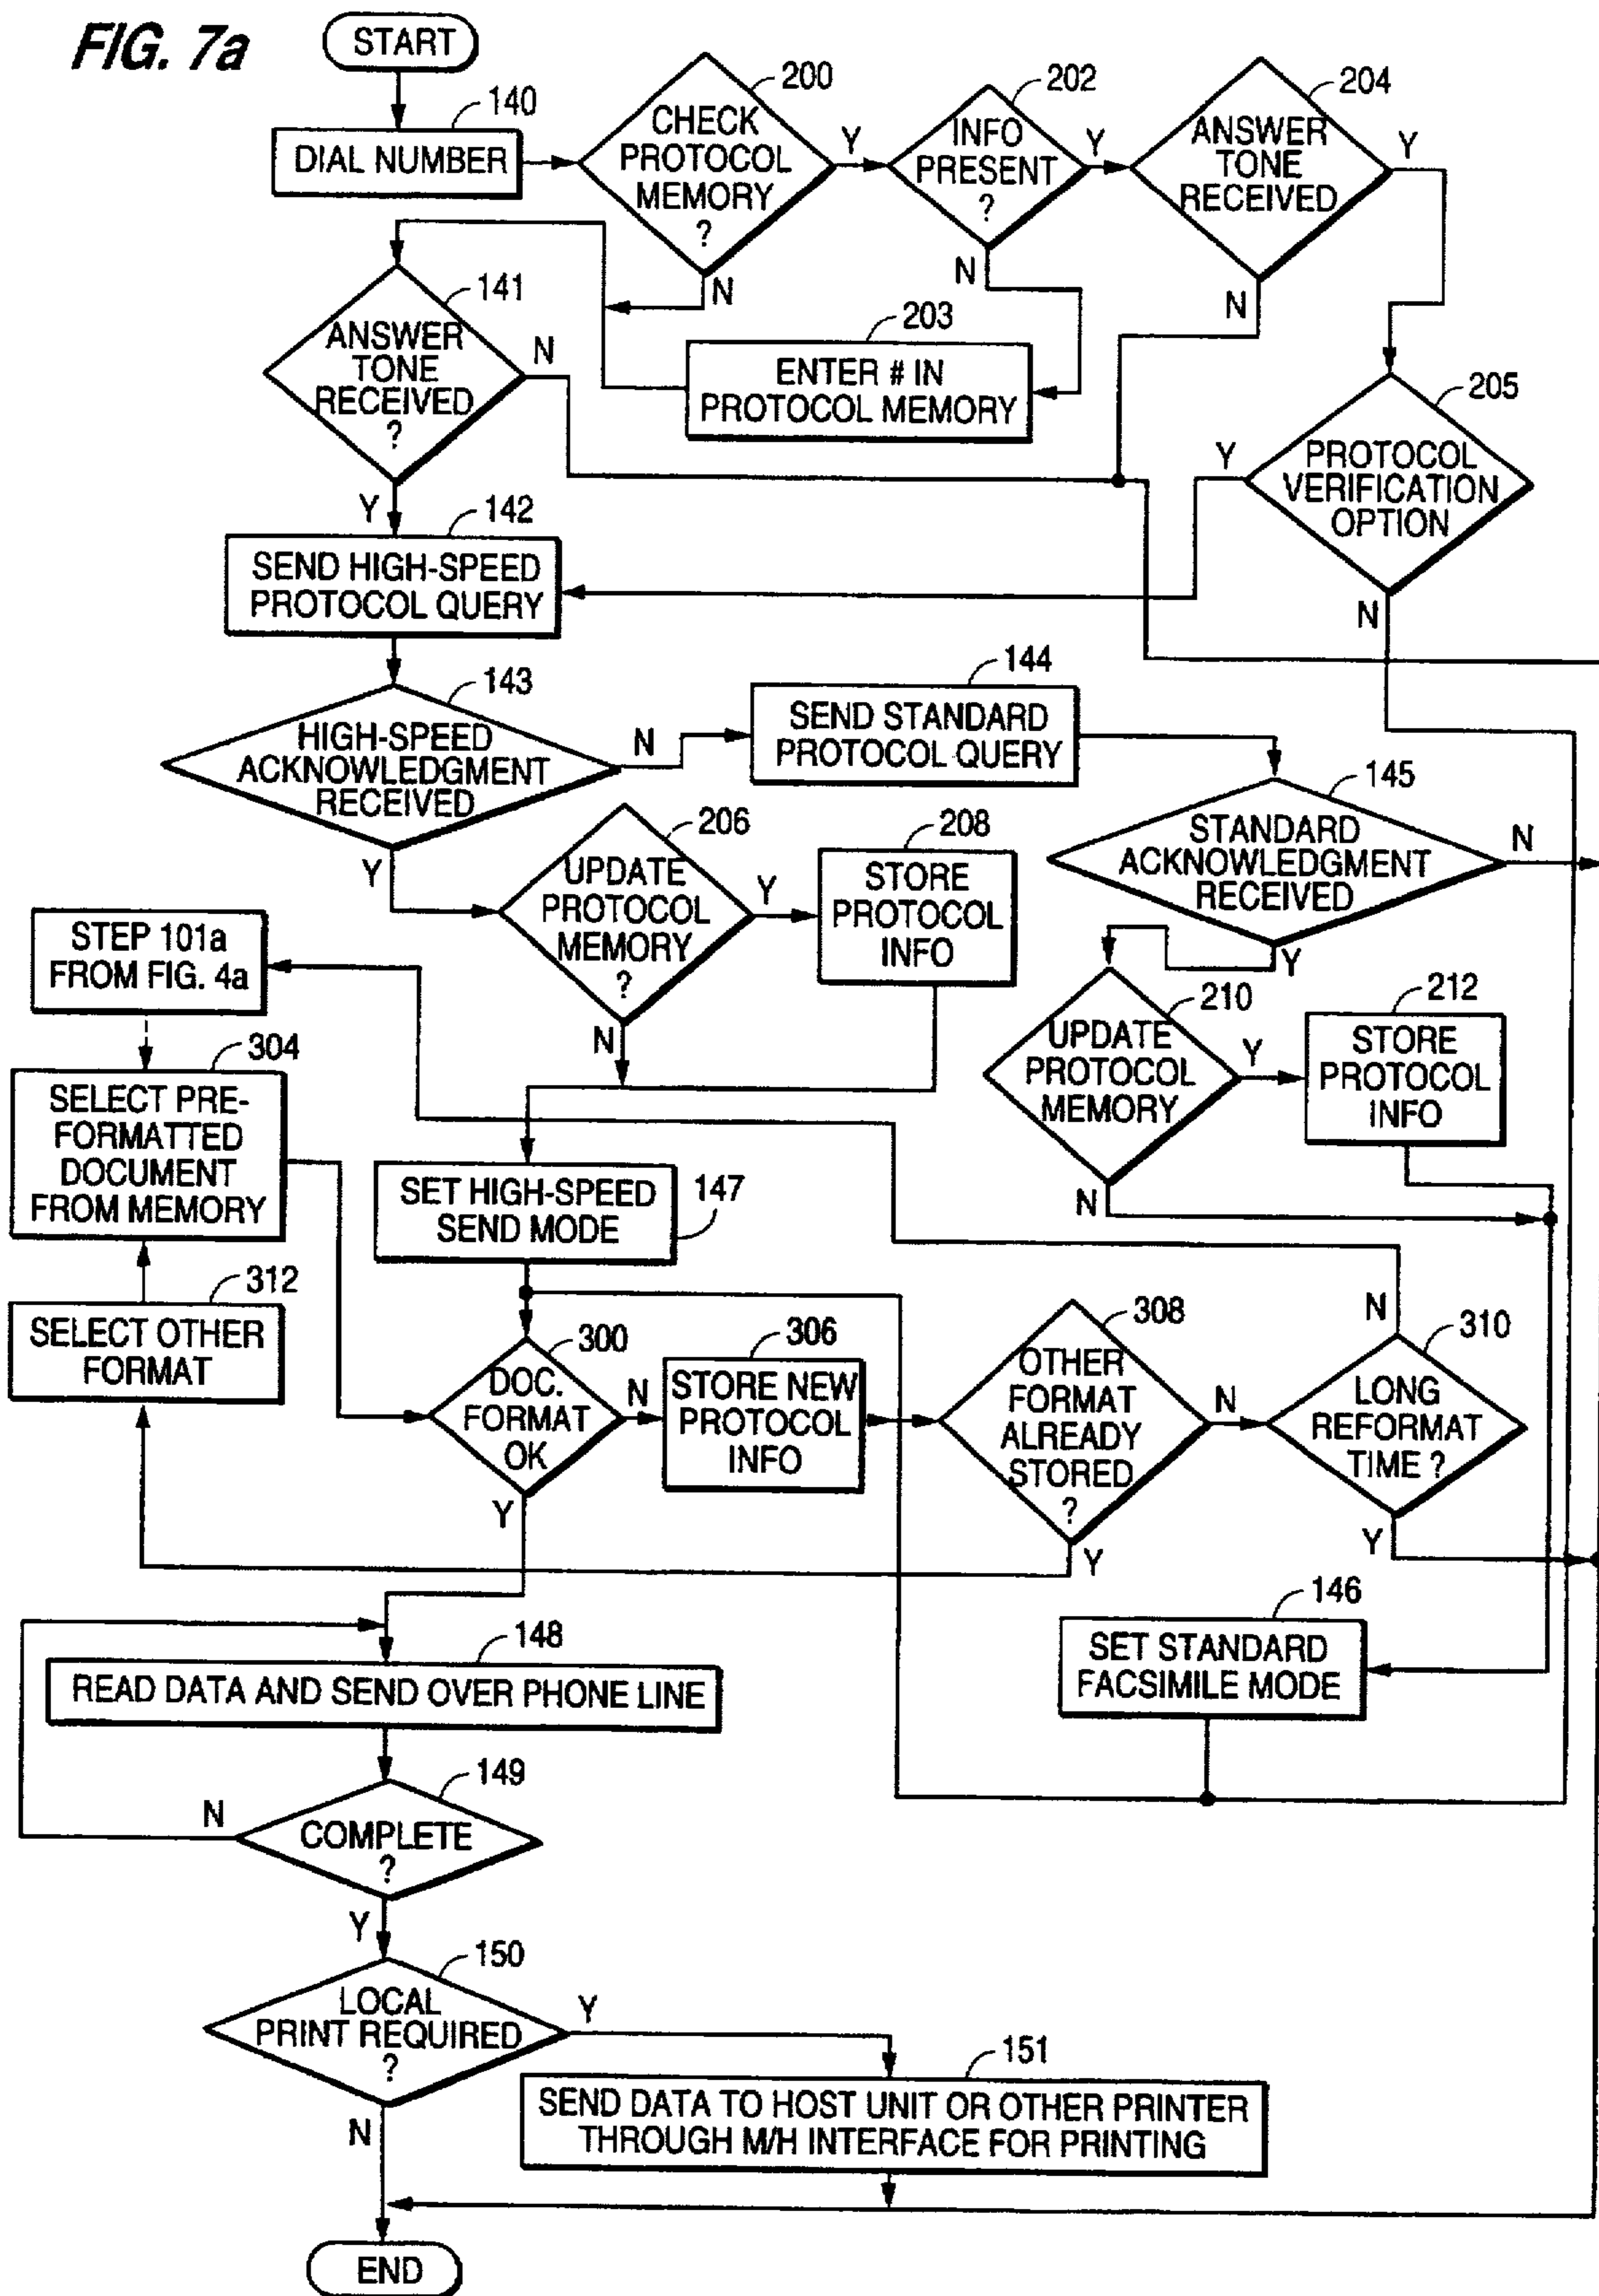 FIG. 7a
START
140
DIAL NUMBER
200
CHECK
PROTOCOL
MEMORY
?
Y
N
202
INFO
PRESENT
?
Y
N
204
ANSWER
TONE
RECEIVED
Y
N
141
ANSWER
TONE
RECEIVED
?
N
Y
203
ENTER # IN
PROTOCOL MEMORY
205
PROTOCOL
VERIFICATION
OPTION
Y
N
142
SEND HIGH-SPEED
PROTOCOL QUERY
143
HIGH-SPEED
ACKNOWLEDGMENT
RECEIVED
N
Y
144
SEND STANDARD
PROTOCOL QUERY
145
STANDARD
ACKNOWLEDGMENT
RECEIVED
N
Y
206
UPDATE
PROTOCOL
MEMORY
?
Y
N
208
STORE
PROTOCOL
INFO
STEP 101a
FROM FIG. 4a
210
UPDATE
PROTOCOL
MEMORY
Y
N
212
STORE
PROTOCOL
INFO
304
SELECT PRE-
FORMATTED
DOCUMENT
FROM MEMORY
147
SET HIGH-SPEED
SEND MODE
312
SELECT OTHER
FORMAT
300
DOC.
FORMAT
OK
N
Y
306
STORE NEW
PROTOCOL
INFO
308
OTHER
FORMAT
ALREADY
STORED
?
N
Y
310
LONG
REFORMAT
TIME ?
N
Y
146
SET STANDARD
FACSIMILE MODE
148
READ DATA AND SEND OVER PHONE LINE
149
COMPLETE
?
N
Y
150
LOCAL
PRINT REQUIRED
?
Y
N
151
SEND DATA TO HOST UNIT OR OTHER PRINTER
THROUGH M/H INTERFACE FOR PRINTING
END